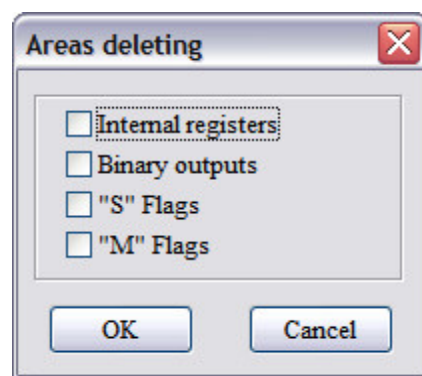 Areas deleting
Internal registers
Binary outputs
"S" Flags
"M" Flags
OK Cancel